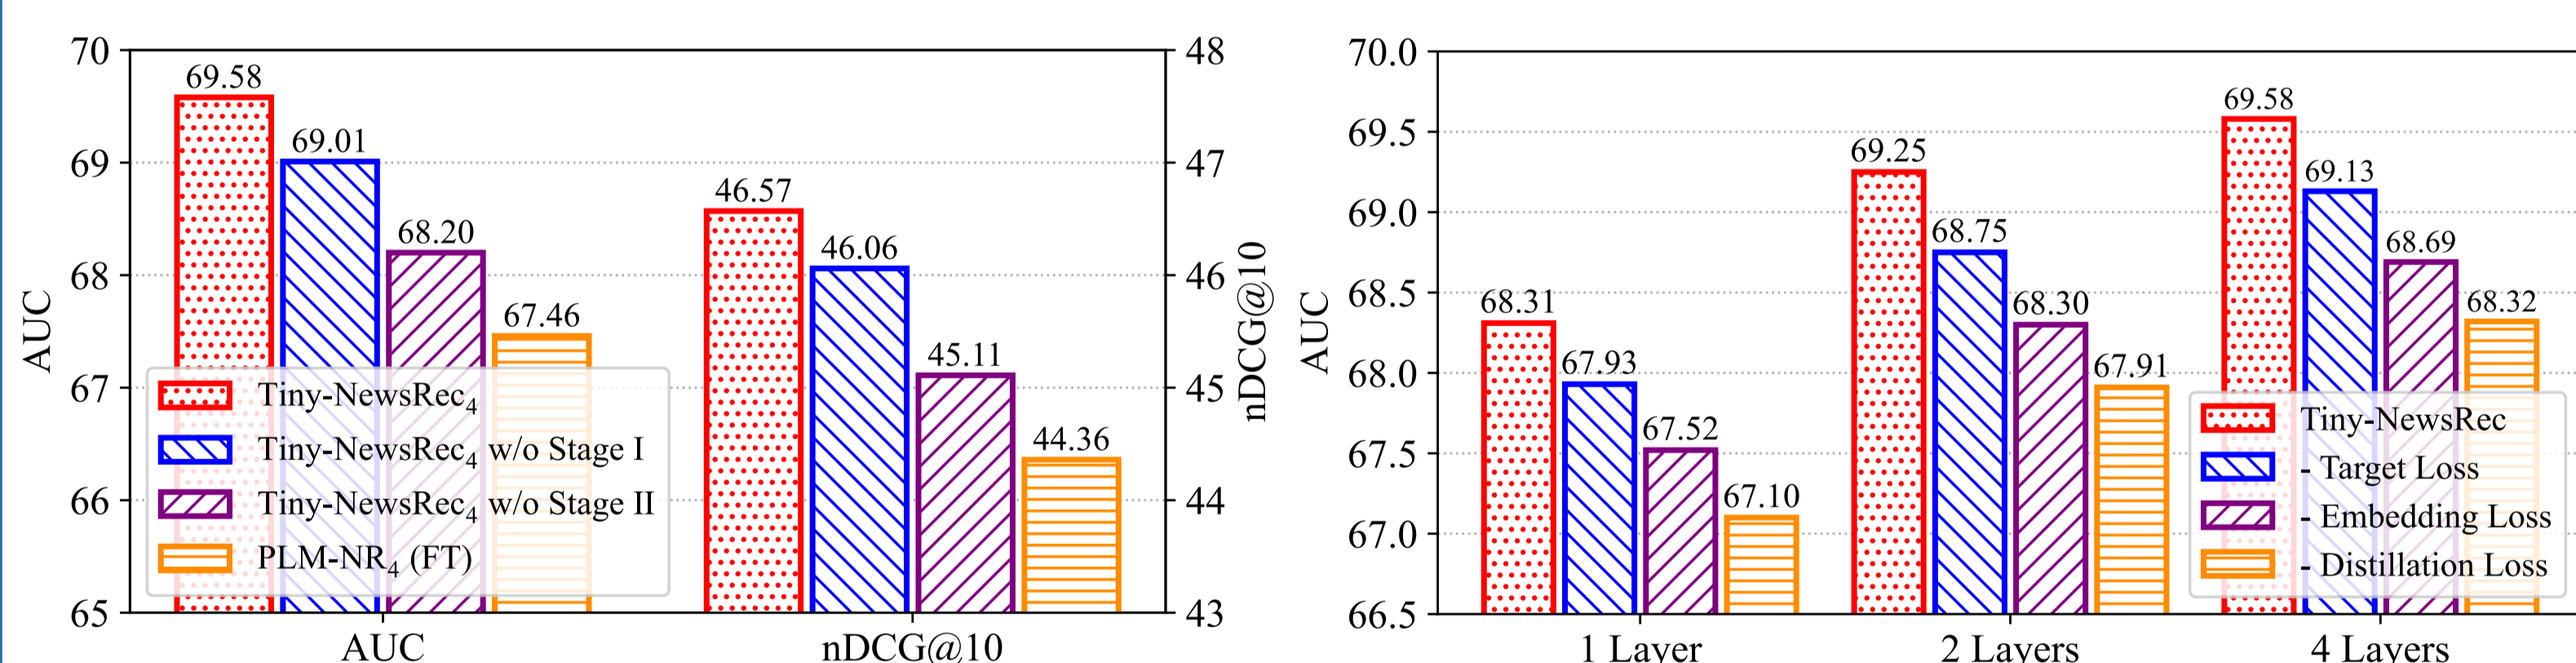 70
69
68
67
66
65
AUC
69.58
69.01
68.20
67.46
46.57
46.06
45.11
44.36
Tiny-NewsRec4
Tiny-NewsRec4 w/o Stage I
Tiny-NewsRec4 w/o Stage II
PLM-NR4 (FT)
AUC
nDCG@10
48
47
46
45
44
43
nDCG@10
70.0
69.5
69.0
68.5
68.0
67.5
67.0
66.5
AUC
68.31
67.93
67.52
67.10
69.25
68.75
68.30
67.91
69.58
69.13
68.69
68.32
Tiny-NewsRec
- Target Loss
- Embedding Loss
- Distillation Loss
1 Layer
2 Layers
4 Layers